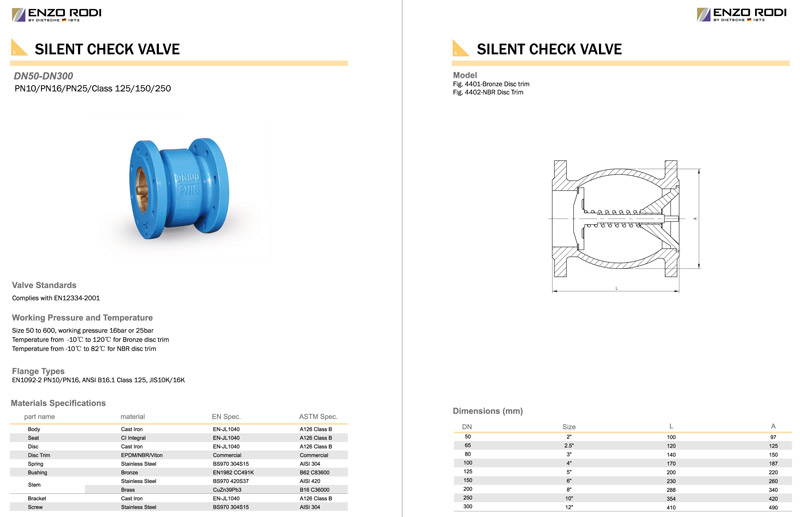 ENZO RODI
BY DIETSCHE 1873
SILENT CHECK VALVE
DN50-DN300
PN10/PN16/PN25/Class 125/150/250
DN100
PN16
Valve Standards
Complies with EN12334-2001
Working Pressure and Temperature
Size 50 to 600, working pressure 16bar or 25bar
Temperature from -10℃ to 120℃ for Bronze disc trim
Temperature from -10℃ to 82℃ for NBR disc trim
Flange Types
EN1092-2 PN10/PN16, ANSI B16.1 Class 125, JIS10K/16K
Materials Specifications
part name material EN Spec. ASTM Spec.
Body Cast Iron EN-JL1040 A126 Class B
Seat CI Integral EN-JL1040 A126 Class B
Disc Cast Iron EN-JL1040 A126 Class B
Disc Trim EPDM/NBR/Viton Commercial Commercial
Spring Stainless Steel BS970 304S15 AISI 304
Bushing Bronze EN1982 CC491K B62 C83600
Stem Stainless Steel BS970 420S37 AISI 420
Brass CuZn39Pb3 B16 C36000
Bracket Cast Iron EN-JL1040 A126 Class B
Screw Stainless Steel BS970 304S15 AISI 304
ENZO RODI
BY DIETSCHE 1873
SILENT CHECK VALVE
Model
Fig. 4401-Bronze Disc trim
Fig. 4402-NBR Disc Trim
L
Dimensions (mm)
DN Size L A
50 2" 100 97
65 2.5" 120 125
80 3" 140 150
100 4" 170 187
125 5" 200 220
150 6" 230 260
200 8" 288 340
250 10" 354 420
300 12" 410 490